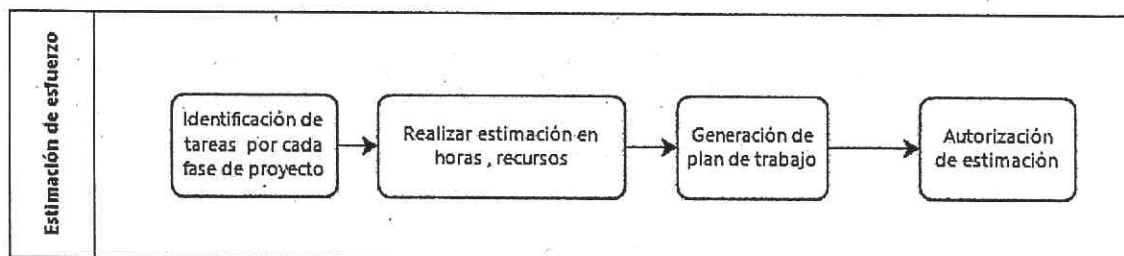 Estimación de esfuerzo
Identificación de
tareas por cada
fase de proyecto
Realizar estimación en
horas , recursos
Generación de
plan de trabajo
Autorización
de estimación